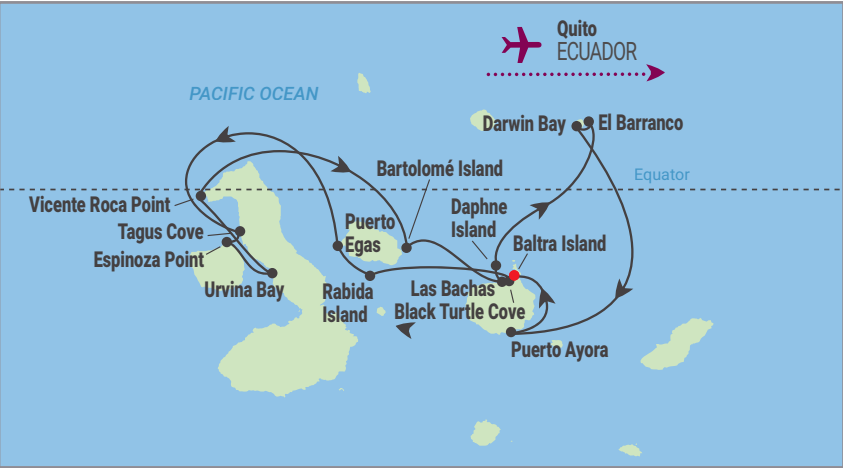 Quito
ECUADOR
PACIFIC OCEAN
Darwin Bay
El Barranco
Bartolomé Island
Equator
Vicente Roca Point
Daphne
Island
Puerto
Egas
Tagus Cove
Baltra Island
Espinoza Point
Urvina Bay
Rabida
Island
Las Bachas
Black Turtle Cove
Puerto Ayora